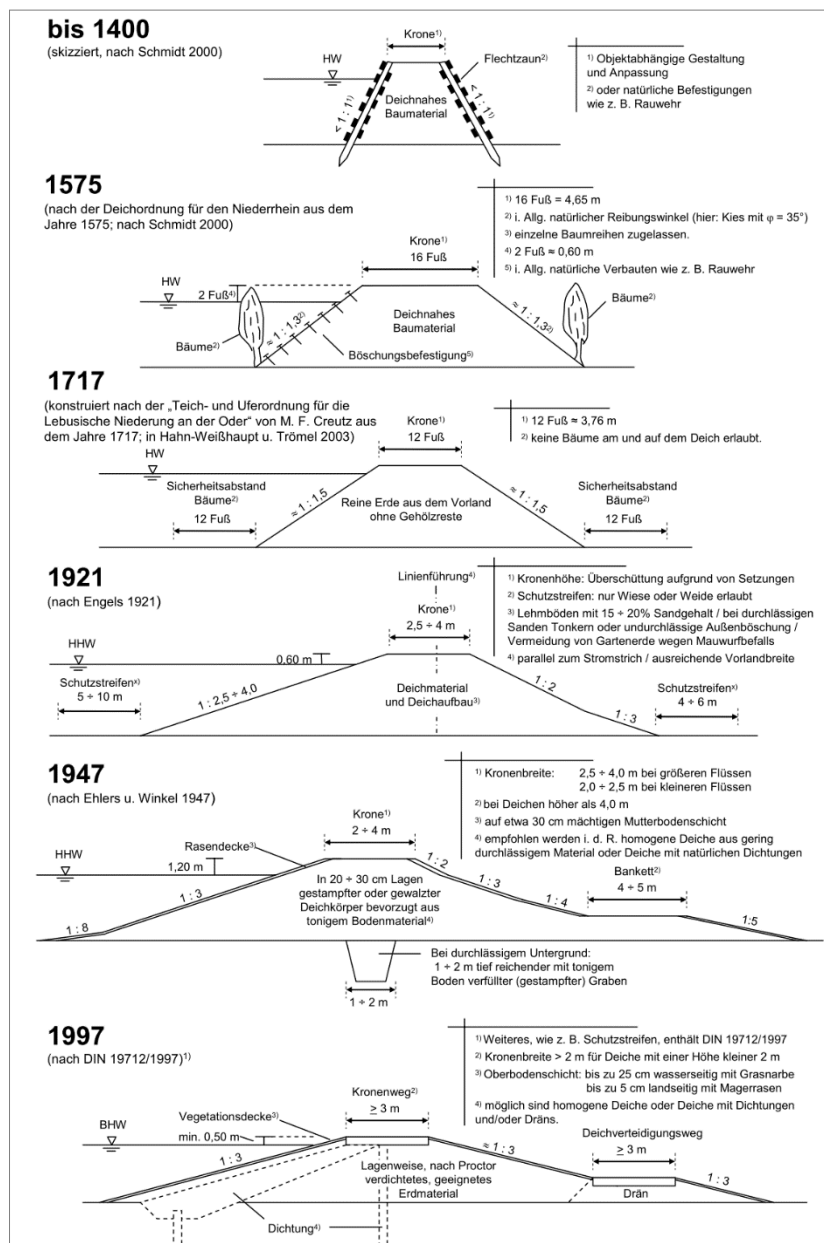 bis 1400
(skizziert, nach Schmidt 2000)
Krone¹⁾
HW
Flechtzaun²⁾
< 1 : 1¹⁾
Deichnahes
Baumaterial
< 1 : 1¹⁾
¹⁾ Objektabhängige Gestaltung
und Anpassung
²⁾ oder natürliche Befestigungen
wie z. B. Rauwehr
1575
(nach der Deichordnung für den Niederrhein aus dem
Jahre 1575; nach Schmidt 2000)
¹⁾ 16 Fuß = 4,65 m
²⁾ i. Allg. natürlicher Reibungswinkel (hier: Kies mit φ = 35°)
³⁾ einzelne Baumreihen zugelassen.
⁴⁾ 2 Fuß ≈ 0,60 m
⁵⁾ i. Allg. natürliche Verbauten wie z. B. Rauwehr
Krone¹⁾
16 Fuß
HW
2 Fuß⁴⁾
Bäume²⁾
≈ 1 : 1,3²⁾
Deichnahes
Baumaterial
≈ 1 : 1,3²⁾
Bäume²⁾
Böschungsbefestigung⁵⁾
1717
(konstruiert nach der „Teich- und Uferordnung für die
Lebusische Niederung an der Oder“ von M. F. Creutz aus
dem Jahre 1717; in Hahn-Weißhaupt u. Trömel 2003)
¹⁾ 12 Fuß ≈ 3,76 m
²⁾ keine Bäume am und auf dem Deich erlaubt.
Krone¹⁾
12 Fuß
HW
Sicherheitsabstand
Bäume²⁾
12 Fuß
≈ 1 : 1,5
Reine Erde aus dem Vorland
ohne Gehölzreste
≈ 1 : 1,5
Sicherheitsabstand
Bäume²⁾
12 Fuß
1921
(nach Engels 1921)
Linienführung⁴⁾
Krone¹⁾
2,5 ÷ 4 m
¹⁾ Kronenhöhe: Überschüttung aufgrund von Setzungen
²⁾ Schutzstreifen: nur Wiese oder Weide erlaubt
³⁾ Lehmböden mit 15 ÷ 20% Sandgehalt / bei durchlässigen
Sanden Tonkern oder undurchlässige Außenböschung /
Vermeidung von Gartenerde wegen Mauwurfbefalls
⁴⁾ parallel zum Stromstrich / ausreichende Vorlandbreite
HHW
0,60 m
Schutzstreifenˣ⁾
5 ÷ 10 m
1 : 2,5 ÷ 4,0
Deichmaterial
und Deichaufbau³⁾
1 : 2
1 : 3
Schutzstreifenˣ⁾
4 ÷ 6 m
1947
(nach Ehlers u. Winkel 1947)
¹⁾ Kronenbreite: 2,5 ÷ 4,0 m bei größeren Flüssen
2,0 ÷ 2,5 m bei kleineren Flüssen
²⁾ bei Deichen höher als 4,0 m
³⁾ auf etwa 30 cm mächtigen Mutterbodenschicht
⁴⁾ empfohlen werden i. d. R. homogene Deiche aus gering
durchlässigem Material oder Deiche mit natürlichen Dichtungen
Krone¹⁾
2 ÷ 4 m
Rasendecke³⁾
HHW
1,20 m
1 : 8
1 : 3
In 20 ÷ 30 cm Lagen
gestampfter oder gewalzter
Deichkörper bevorzugt aus
tonigem Bodenmaterial⁴⁾
1 : 2
1 : 3
1 : 4
Bankett²⁾
4 ÷ 5 m
1:5
Bei durchlässigem Untergrund:
1 ÷ 2 m tief reichender mit tonigem
Boden verfüllter (gestampfter) Graben
1 ÷ 2 m
1997
(nach DIN 19712/1997)¹⁾
¹⁾ Weiteres, wie z. B. Schutzstreifen, enthält DIN 19712/1997
²⁾ Kronenbreite > 2 m für Deiche mit einer Höhe kleiner 2 m
³⁾ Oberbodenschicht: bis zu 25 cm wasserseitig mit Grasnarbe
bis zu 5 cm landseitig mit Magerrasen
⁴⁾ möglich sind homogene Deiche oder Deiche mit Dichtungen
und/oder Dräns.
Kronenweg²⁾
≥ 3 m
Vegetationsdecke³⁾
BHW
min. 0,50 m
1 : 3
Lagenweise, nach Proctor
verdichtetes, geeignetes
Erdmaterial
≈ 1 : 3
Deichverteidigungsweg
≥ 3 m
Drän
1 : 3
Dichtung⁴⁾